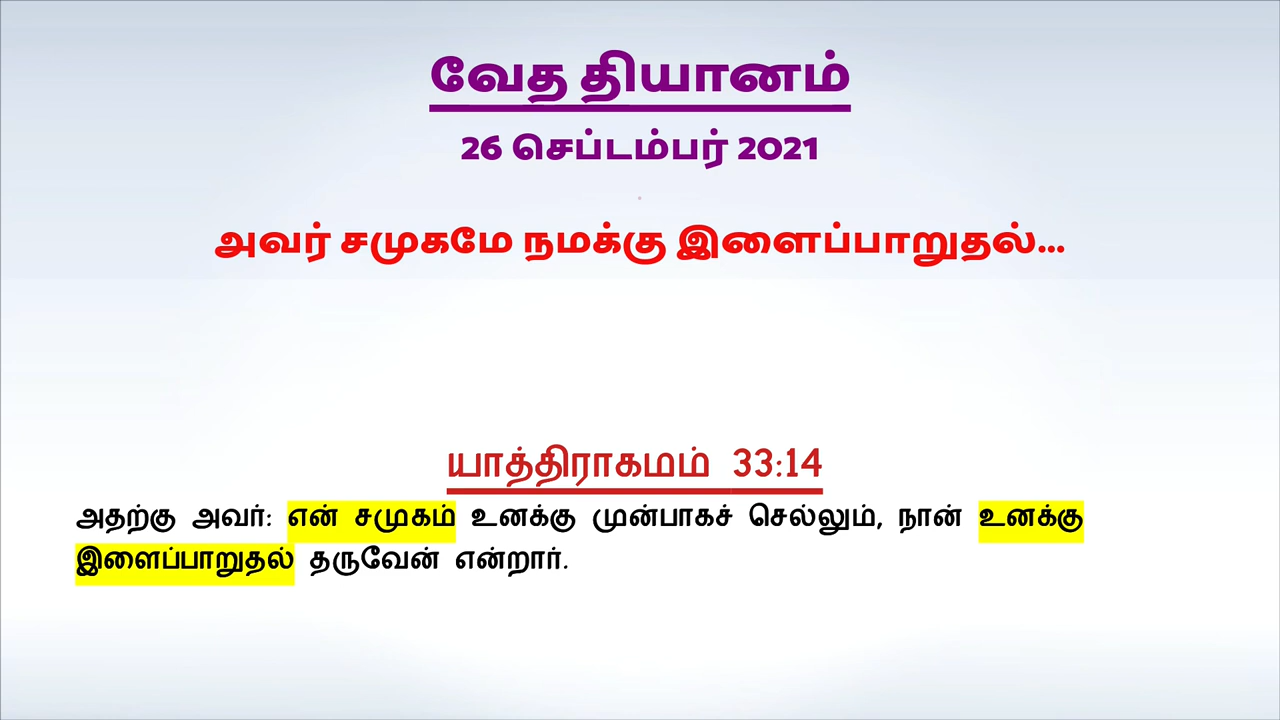 வேத தியானம்
26 செப்டம்பர் 2021
அவர் சமுகமே நமக்கு இளைப்பாறுதல்...
யாத்திராகமம் 33:14
அதற்கு அவர்: என் சமுகம் உனக்கு முன்பாகச் செல்லும், நான் உனக்கு
இளைப்பாறுதல் தருவேன் என்றார்.